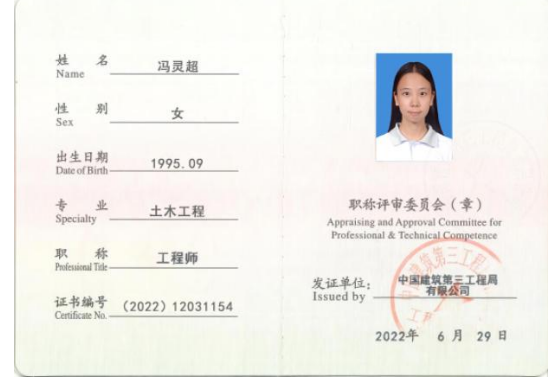 姓 名 冯灵超
Name
性 别 女
Sex
出生日期 1995.09
Date of Birth
专 业 土木工程
Specialty
职 称 工程师
Professional Title
证书编号 (2022) 12031154
Certificate No.
职称评审委员会（章）
Appraising and Approval Committee for
Professional & Technical Competence
发证单位： 中国建筑第三工程局
Issued by 有限公司
2022年 6 月 29 日